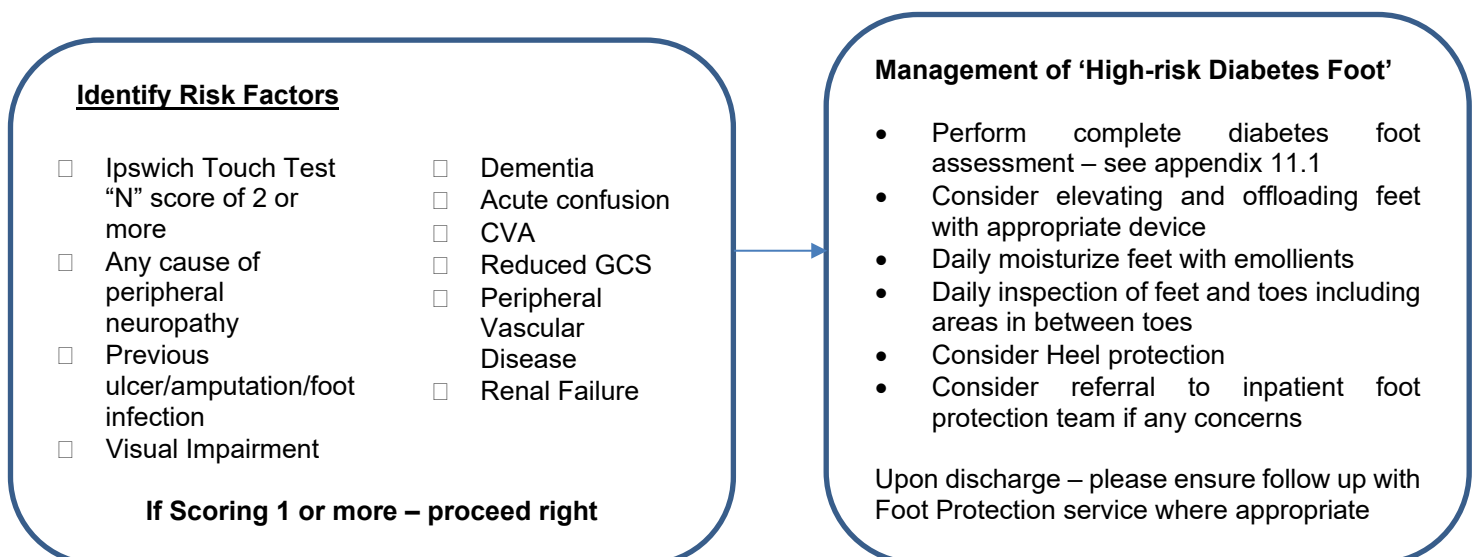 Identify Risk Factors
Ipswich Touch Test
“N” score of 2 or
more
Any cause of
peripheral
neuropathy
Previous
ulcer/amputation/foot
infection
Visual Impairment
Dementia
Acute confusion
CVA
Reduced GCS
Peripheral
Vascular
Disease
Renal Failure
If Scoring 1 or more – proceed right
Management of ‘High-risk Diabetes Foot’
• Perform complete diabetes foot
assessment – see appendix 11.1
• Consider elevating and offloading feet
with appropriate device
• Daily moisturize feet with emollients
• Daily inspection of feet and toes including
areas in between toes
• Consider Heel protection
• Consider referral to inpatient foot
protection team if any concerns
Upon discharge – please ensure follow up with
Foot Protection service where appropriate